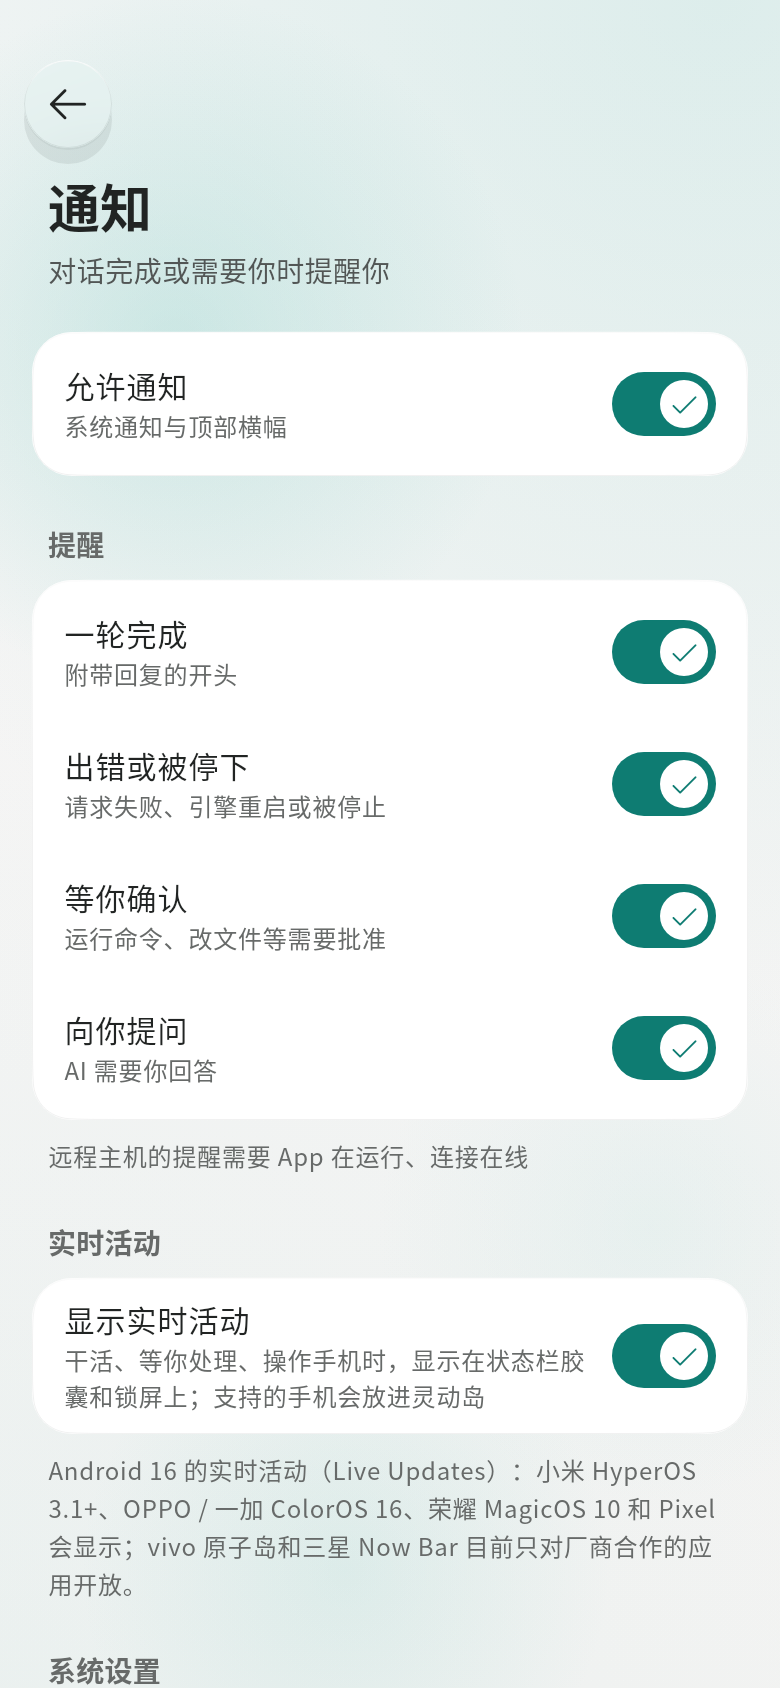 通知
对话完成或需要你时提醒你
允许通知
系统通知与顶部横幅
提醒
一轮完成
附带回复的开头
出错或被停下
请求失败、引擎重启或被停止
等你确认
运行命令、改文件等需要批准
向你提问
AI 需要你回答
远程主机的提醒需要 App 在运行、连接在线
实时活动
显示实时活动
干活、等你处理、操作手机时，显示在状态栏胶
囊和锁屏上；支持的手机会放进灵动岛
Android 16 的实时活动（Live Updates）：小米 HyperOS
3.1+、OPPO / 一加 ColorOS 16、荣耀 MagicOS 10 和 Pixel
会显示；vivo 原子岛和三星 Now Bar 目前只对厂商合作的应
用开放。
系统设置